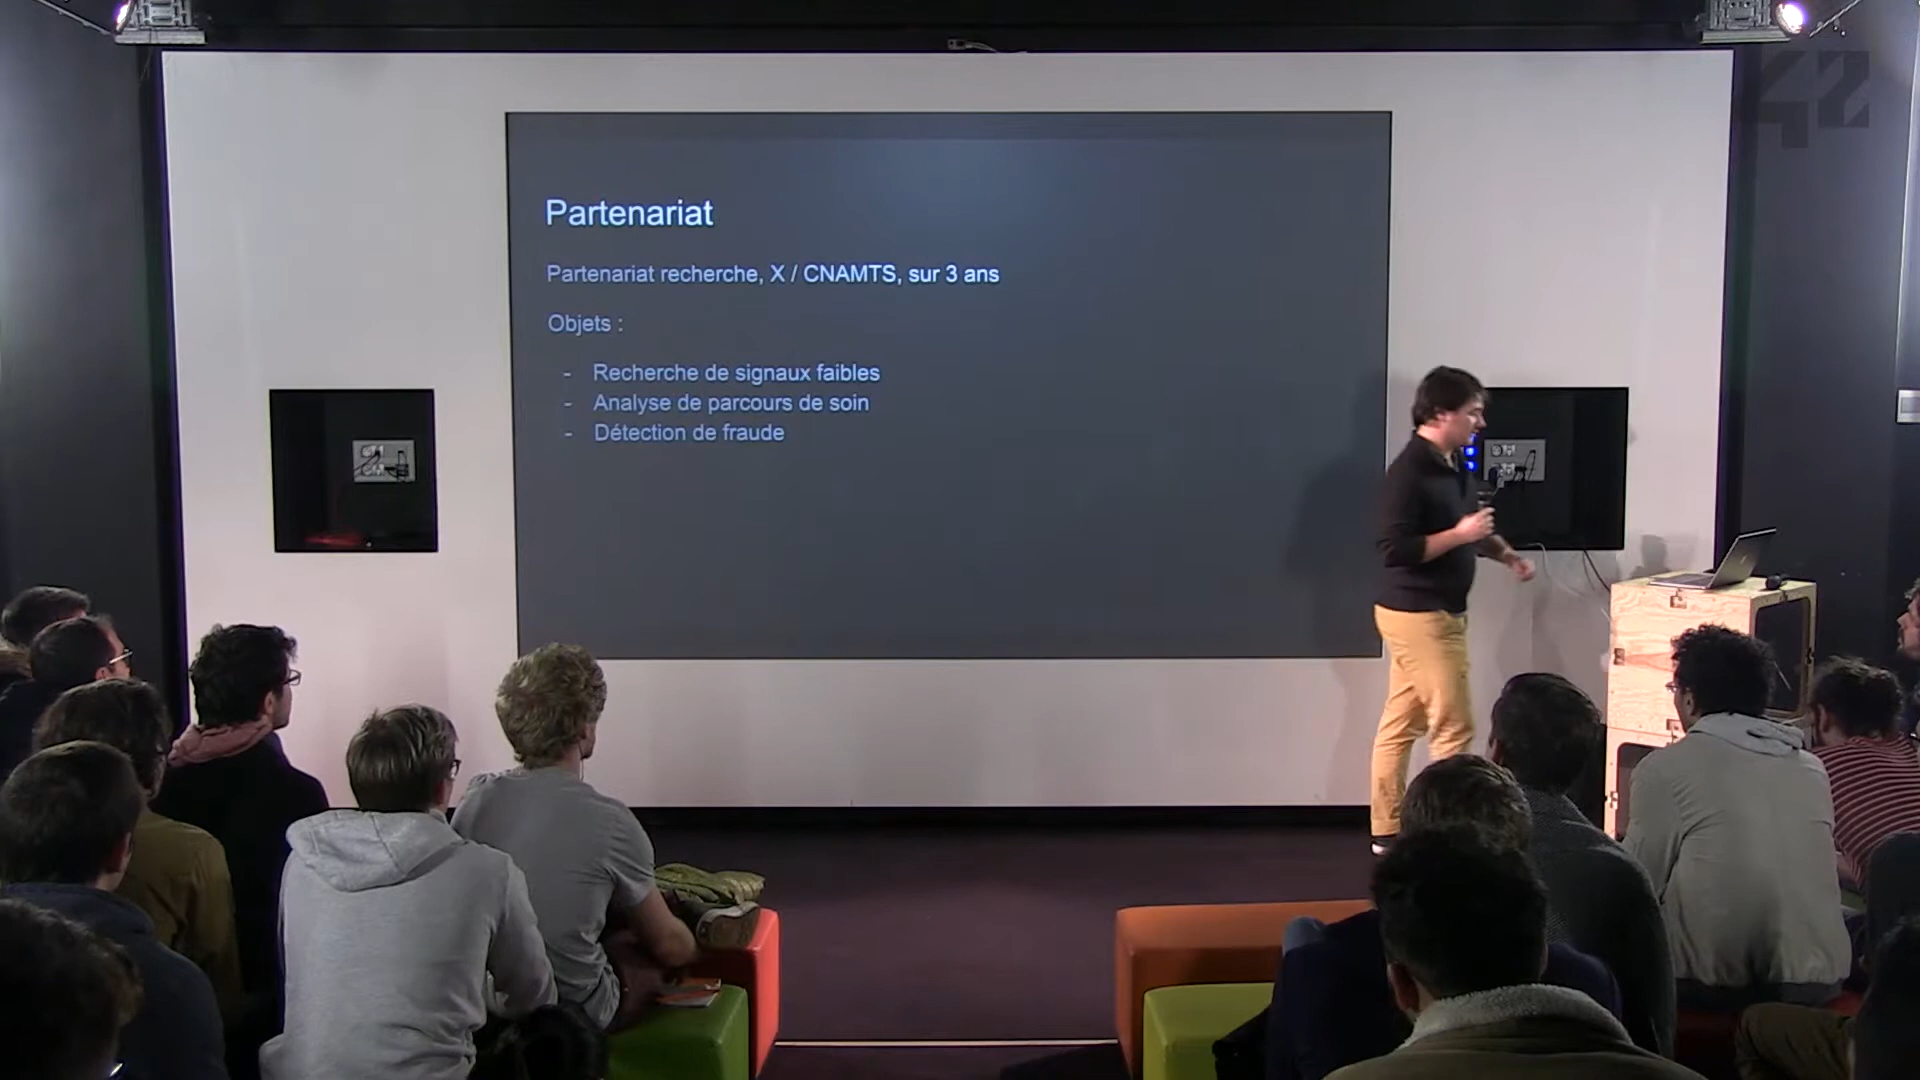 42
Partenariat
Partenariat recherche, X / CNAMTS, sur 3 ans
Objets :
- Recherche de signaux faibles
- Analyse de parcours de soin
- Détection de fraude